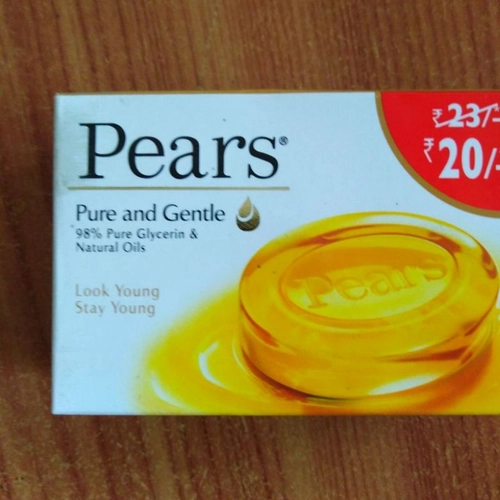 Pears®
Pure and Gentle
98% Pure Glycerin &
Natural Oils
Look Young
Stay Young
₹ 23/-
₹ 20/-
Pears